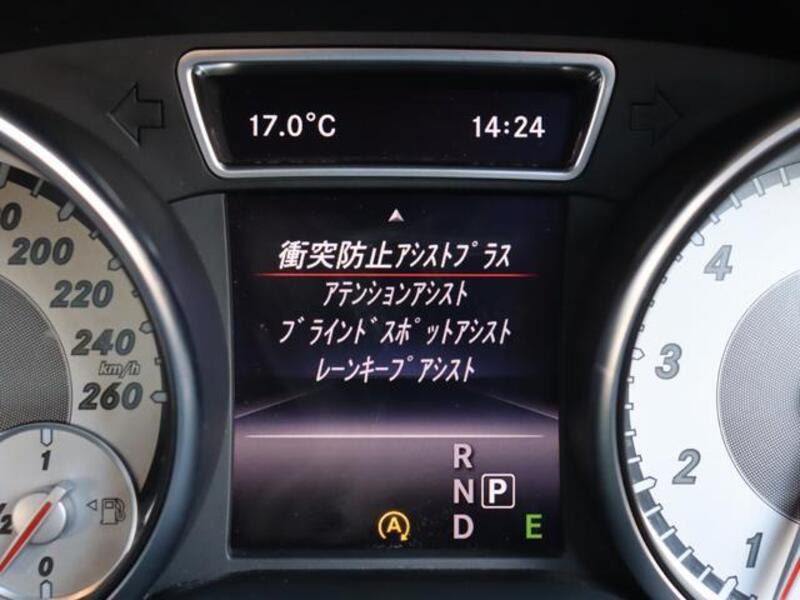 17.0°C 14:24
衝突防止ｱｼｽﾄﾌﾟﾗｽ
ｱﾃﾝｼｮﾝｱｼｽﾄ
ﾌﾞﾗｲﾝﾄﾞｽﾎﾟｯﾄｱｼｽﾄ
ﾚｰﾝｷｰﾌﾟｱｼｽﾄ
R
N P
D
A
E
200
220
240
km/h
260
1
0
4
3
2
1